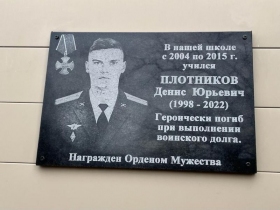 В нашей школе
с 2004 по 2015 г.
учился
ПЛОТНИКОВ
Денис Юрьевич
(1998 - 2022)
Героически погиб
при выполнении
воинского долга.
Награжден Орденом Мужества